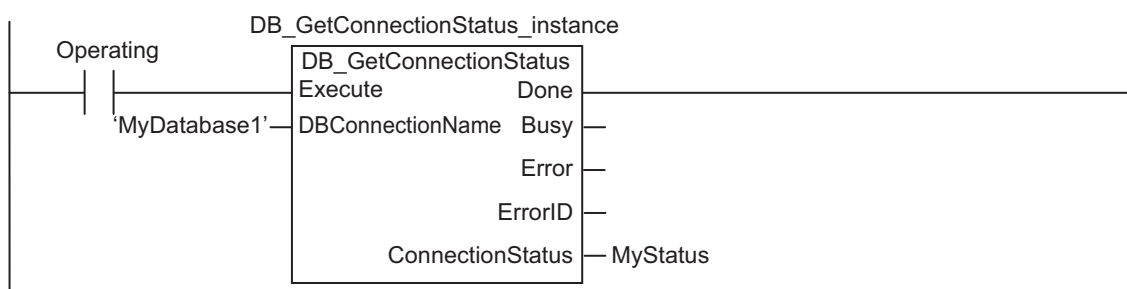 DB_GetConnectionStatus_instance
Operating
DB_GetConnectionStatus
Execute Done
‘MyDatabase1’ DBConnectionName Busy
Error
ErrorID
ConnectionStatus MyStatus